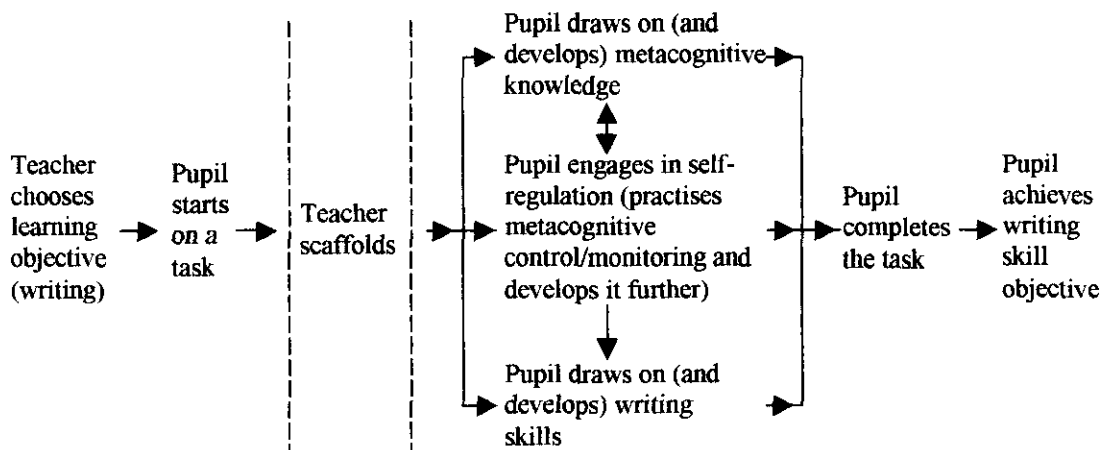 Teacher
chooses
learning
objective
(writing)
Pupil
starts
on a
task
Teacher
scaffolds
Pupil draws on (and
develops) metacognitive
knowledge
Pupil engages in self-
regulation (practises
metacognitive
control/monitoring and
develops it further)
Pupil draws on (and
develops) writing
skills
Pupil
completes
the task
Pupil
achieves
writing
skill
objective